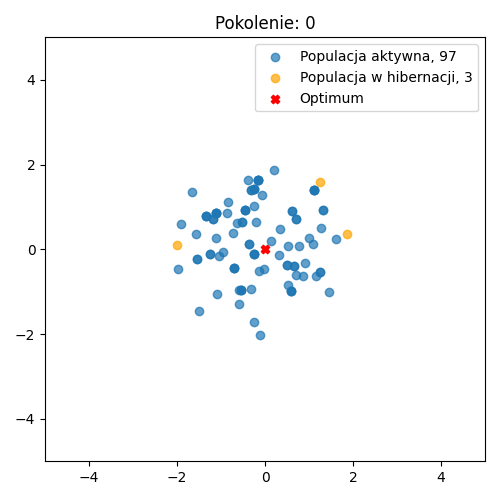 Pokolenie: 0
Populacja aktywna, 97
Populacja w hibernacji, 3
Optimum
4
2
0
−2
−4
−4
−2
0
2
4